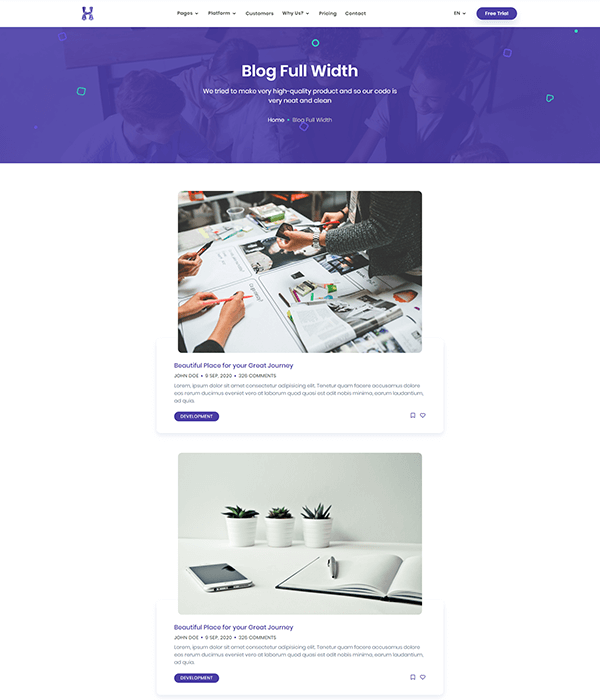 Pages Platform Customers Why Us? Pricing Contact EN Free Trial
Blog Full Width
We tried to make very high-quality product and so our code is
very neat and clean
Home • Blog Full Width
Beautiful Place for your Great Journey
JOHN DOE • 9 SEP, 2020 • 326 COMMENTS
Lorem, ipsum dolor sit amet consectetur adipisicing elit. Tenetur quam facere accusamus dolore
eos rerum ducimus eveniet vero at laborum quod quasi est odit nobis minima, earum laudantium,
ad quia.
DEVELOPMENT
Beautiful Place for your Great Journey
JOHN DOE • 9 SEP, 2020 • 326 COMMENTS
Lorem, ipsum dolor sit amet consectetur adipisicing elit. Tenetur quam facere accusamus dolore
eos rerum ducimus eveniet vero at laborum quod quasi est odit nobis minima, earum laudantium,
ad quia.
DEVELOPMENT